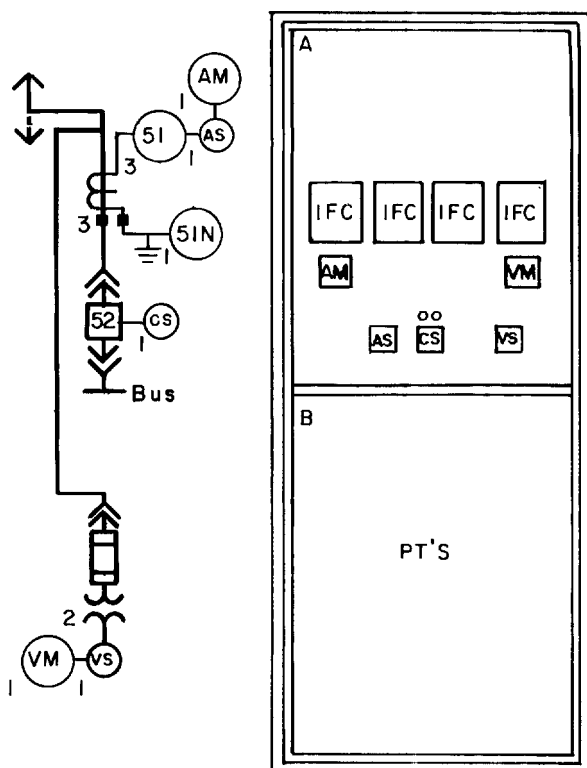 AM
1
51
AS
1
3
3
51N
1
52
CS
1
Bus
2
VM
VS
1
1
A
IFC IFC IFC IFC
AM VM
AS CS VS
B
PT'S